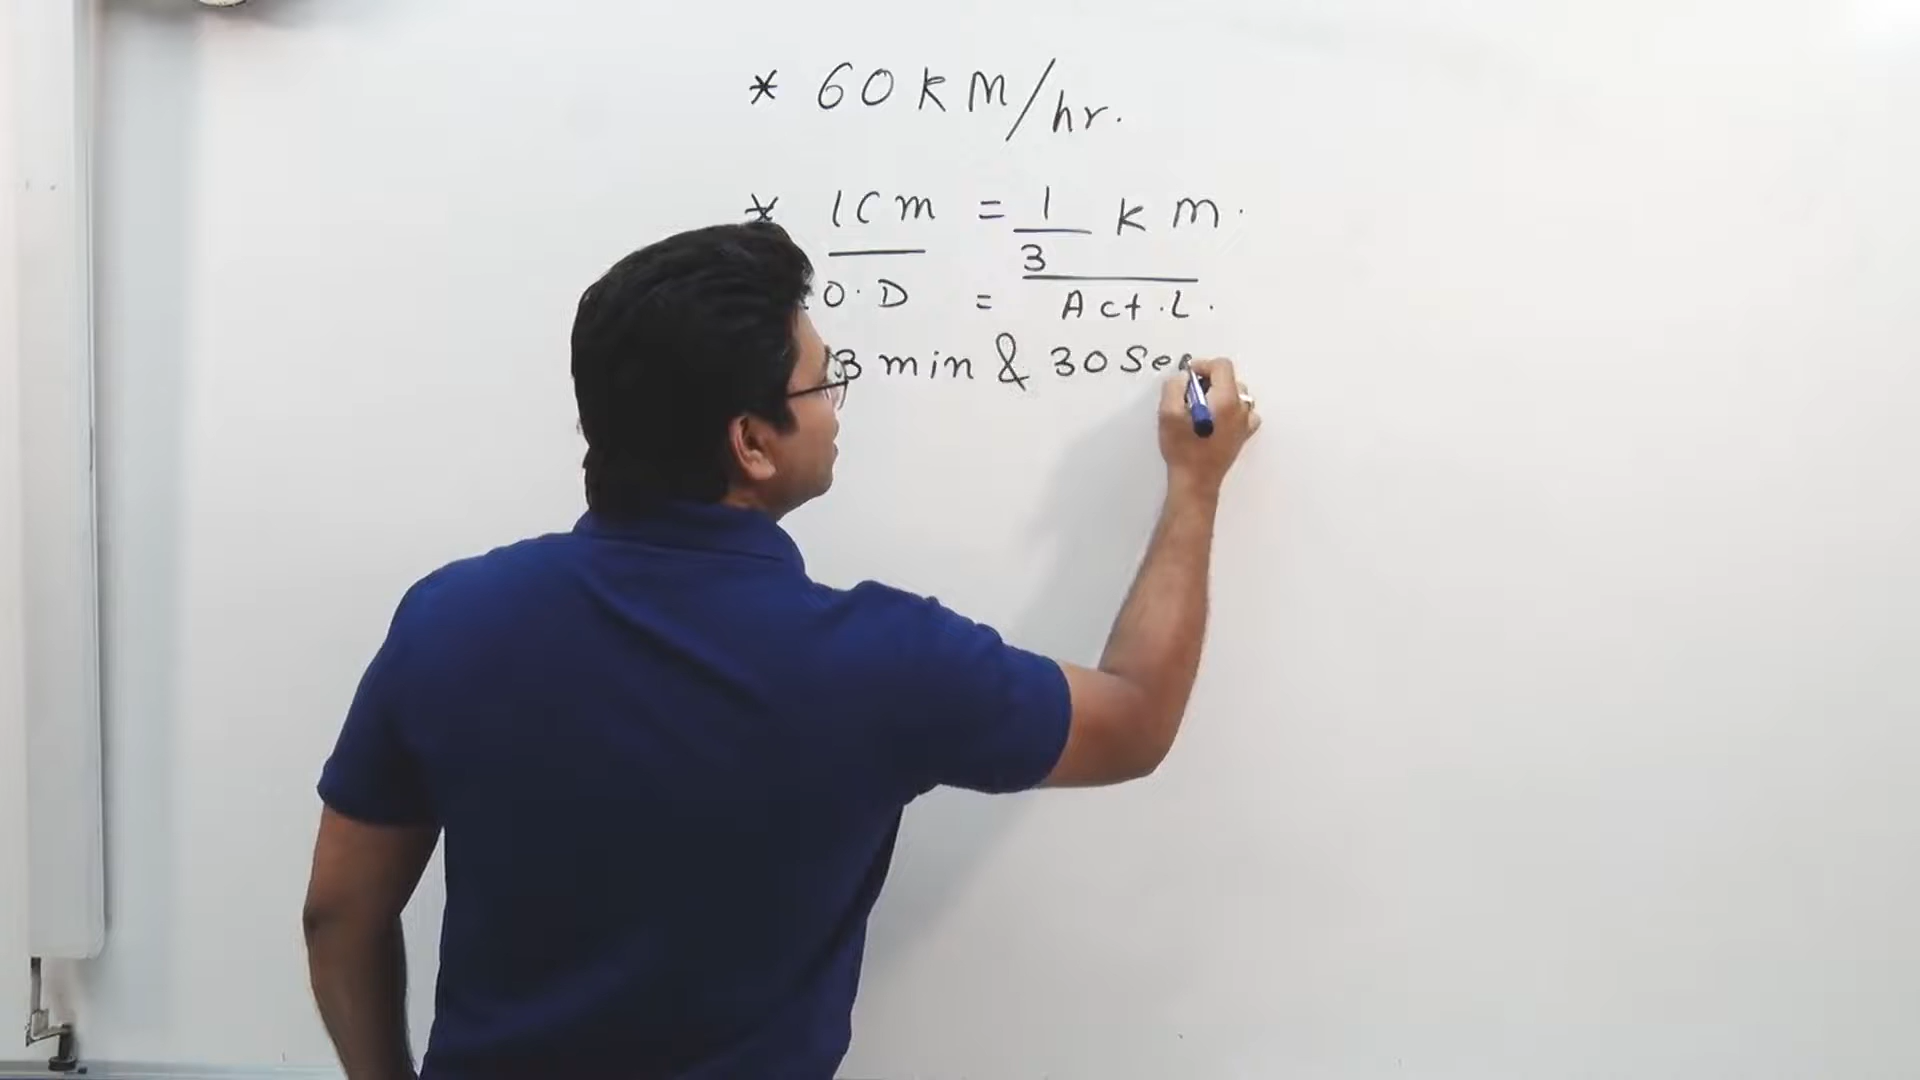 * 60 KM/hr.
* 1Cm = 1/3 KM.
O.D = Act.L.
3 min & 30 Sec